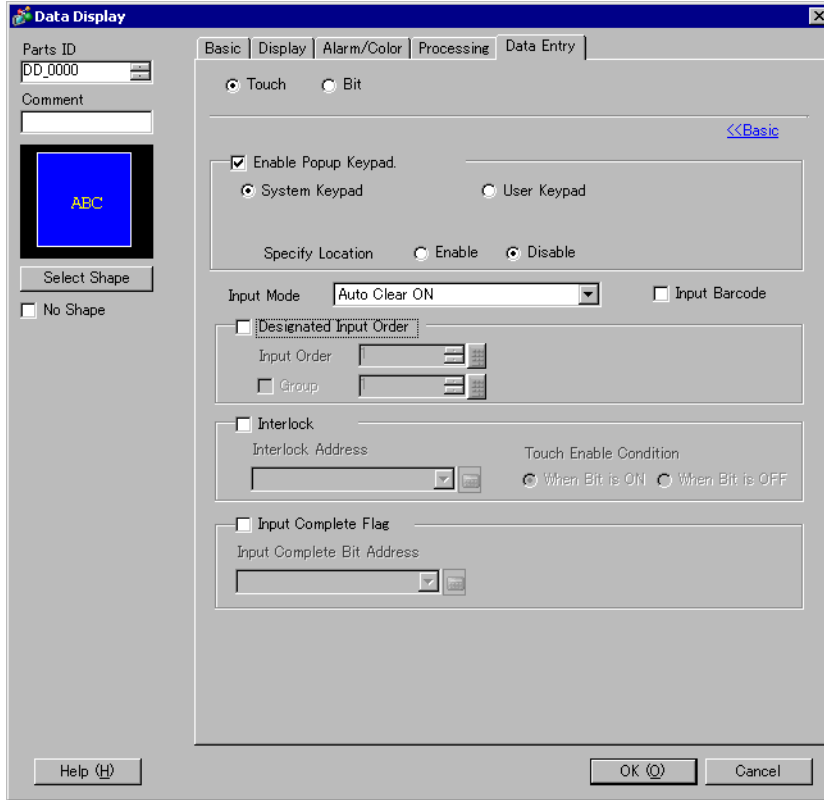 Data Display
Parts ID
DD_0000
Comment
ABC
Select Shape
No Shape
Basic Display Alarm/Color Processing Data Entry
Touch Bit
<<Basic
Enable Popup Keypad.
System Keypad User Keypad
Specify Location Enable Disable
Input Mode Auto Clear ON Input Barcode
Designated Input Order
Input Order 1
Group 1
Interlock
Interlock Address Touch Enable Condition
When Bit is ON When Bit is OFF
Input Complete Flag
Input Complete Bit Address
Help (H) OK (O) Cancel